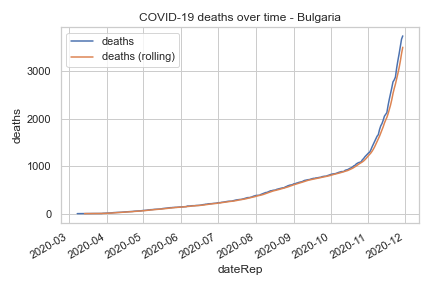 COVID-19 deaths over time - Bulgaria
deaths
deaths (rolling)
3000
2000
1000
0
deaths
2020-03
2020-04
2020-05
2020-06
2020-07
2020-08
2020-09
2020-10
2020-11
2020-12
dateRep